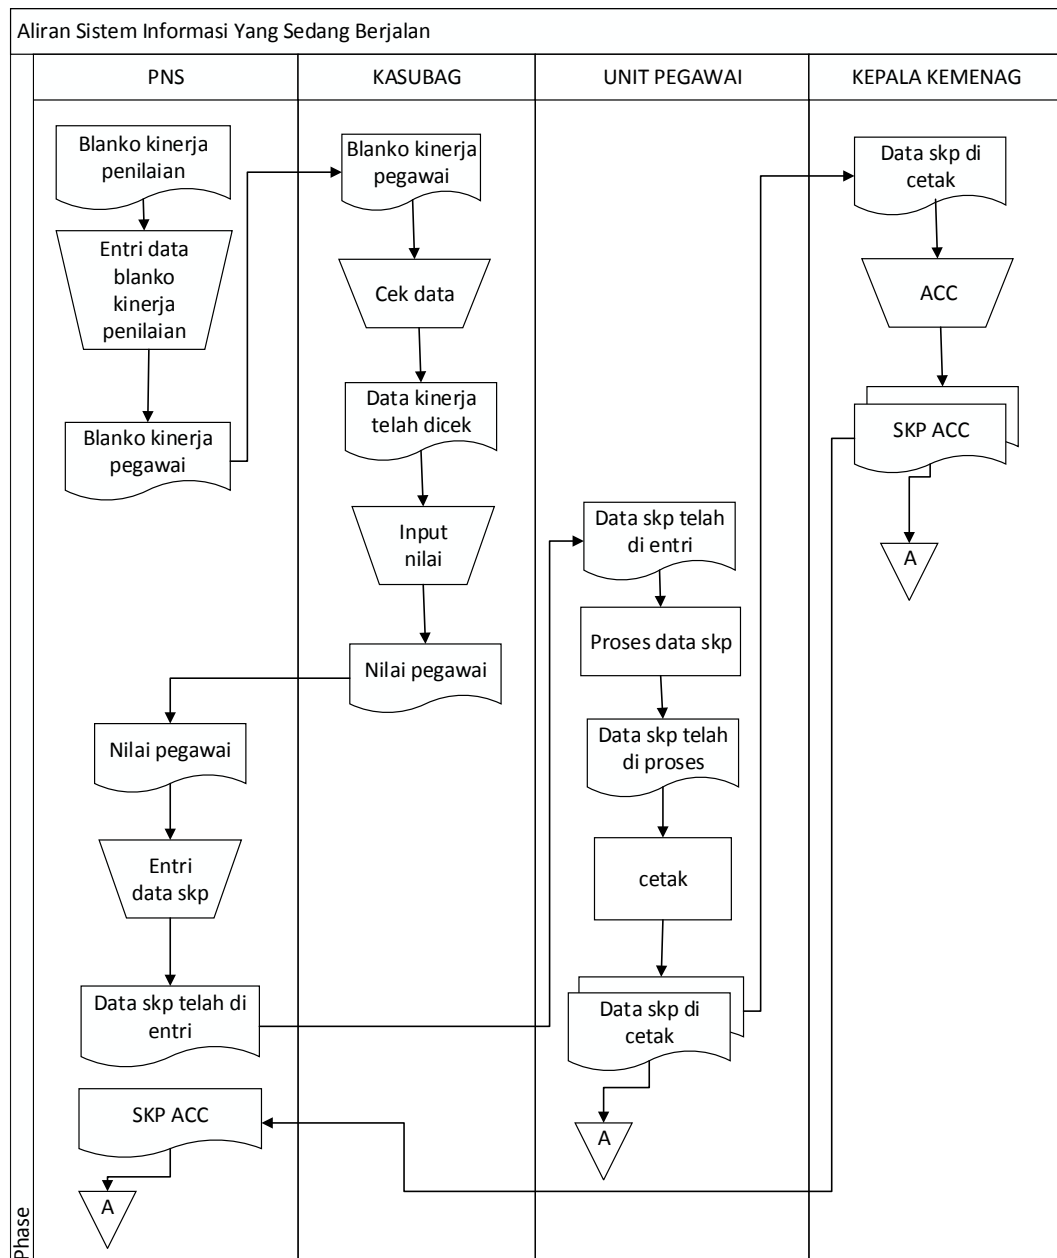 Aliran Sistem Informasi Yang Sedang Berjalan
PNS
KASUBAG
UNIT PEGAWAI
KEPALA KEMENAG
Blanko kinerja
penilaian
Entri data
blanko
kinerja
penilaian
Blanko kinerja
pegawai
Nilai pegawai
Entri
data skp
Data skp telah di
entri
SKP ACC
A
Blanko kinerja
pegawai
Cek data
Data kinerja
telah dicek
Input
nilai
Nilai pegawai
Data skp telah
di entri
Proses data skp
Data skp telah
di proses
cetak
Data skp di
cetak
A
Data skp di
cetak
ACC
SKP ACC
A
Phase